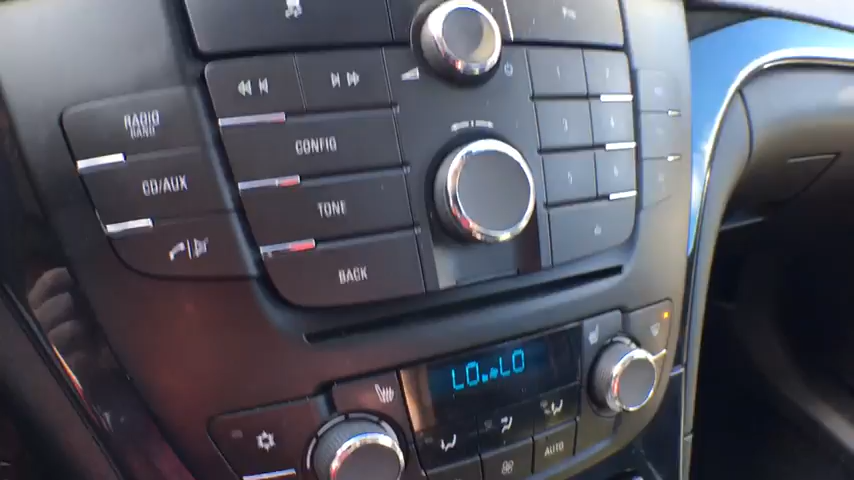 RADIO
BAND
CONFIG
CD/AUX
TONE
BACK
LO
LO
AUTO